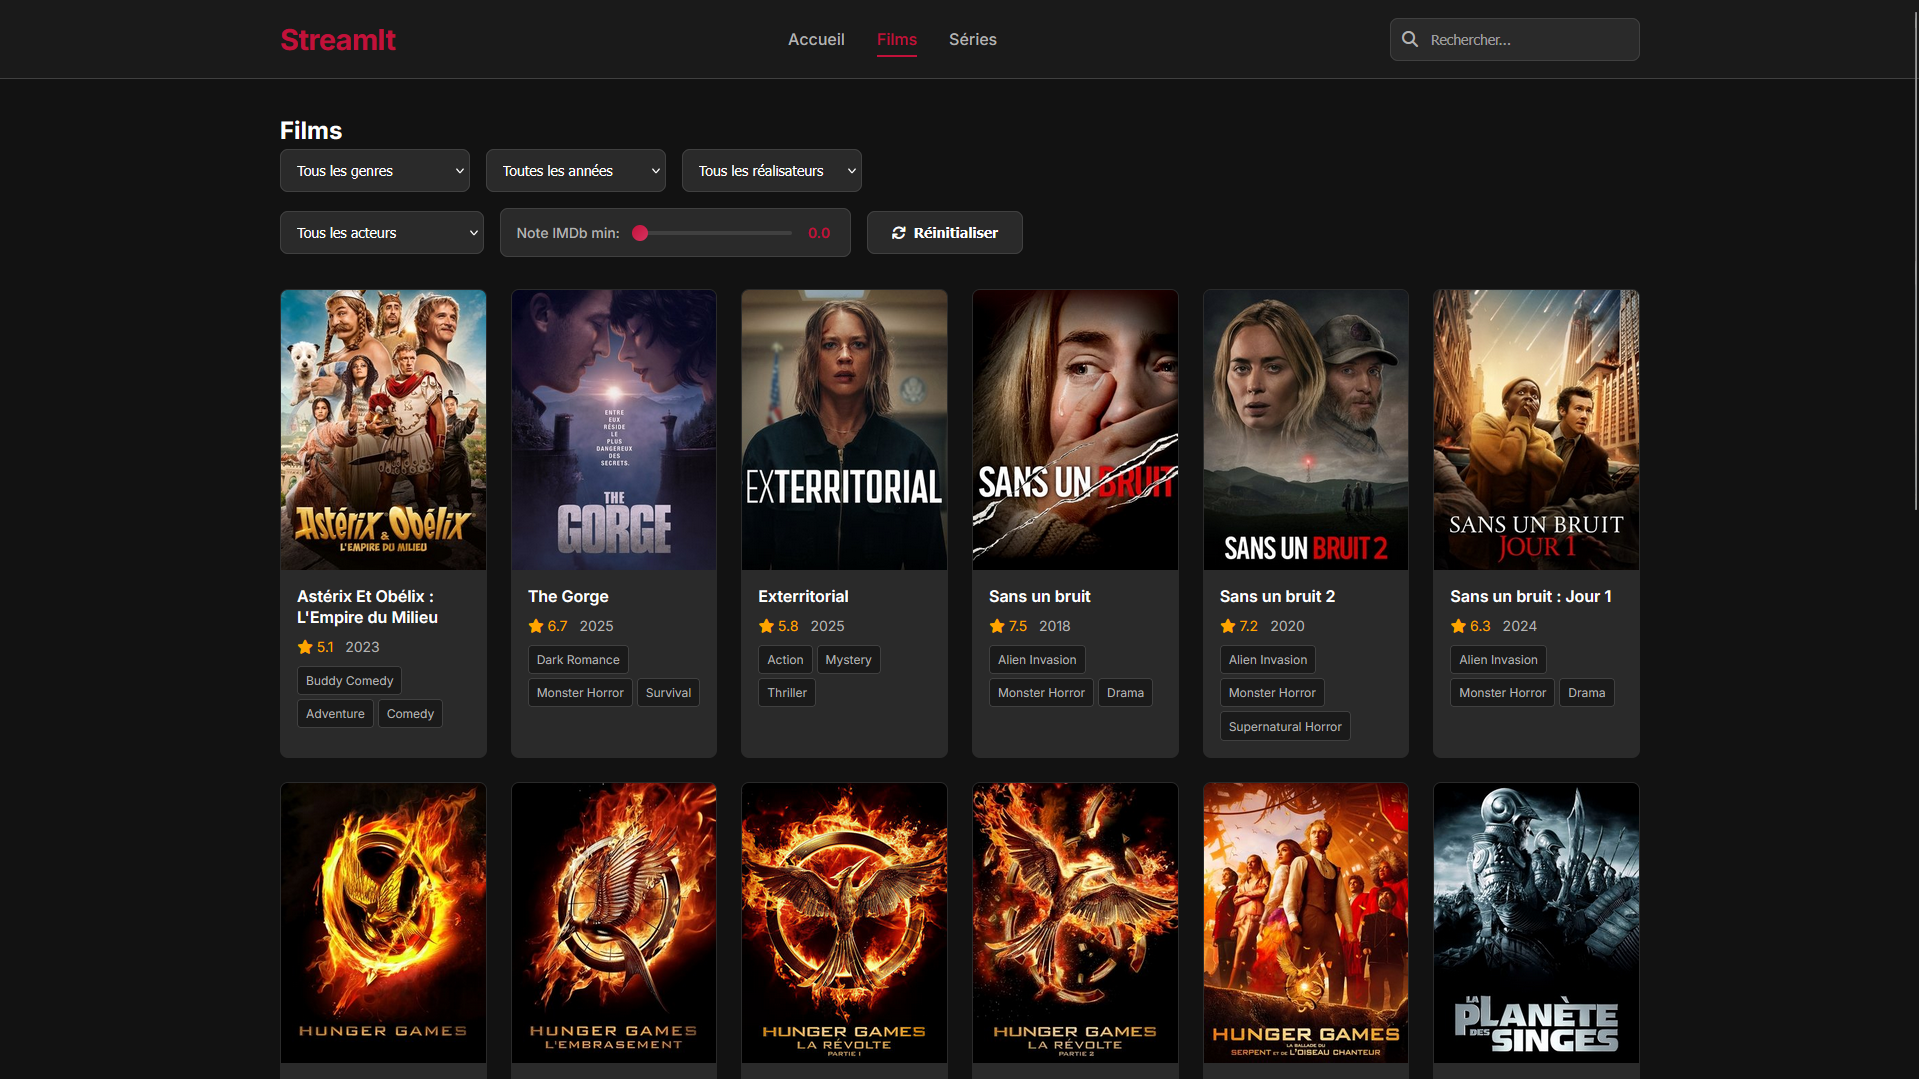 StreamIt
Accueil
Films
Séries
Rechercher...
Films
Tous les genres
Toutes les années
Tous les réalisateurs
Tous les acteurs
Note IMDb min:
0.0
Réinitialiser
Astérix & Obélix
L'EMPIRE DU MILIEU
ENTRE
EUX
RÉSIDE
LE
PLUS
DANGEREUX
DES
SECRETS.
THE
GORGE
EXTERRITORIAL
SANS UN BRUIT
SANS UN BRUIT 2
SANS UN BRUIT
JOUR 1
Astérix Et Obélix :
L'Empire du Milieu
5.1 2023
Buddy Comedy
Adventure Comedy
The Gorge
6.7 2025
Dark Romance
Monster Horror Survival
Exterritorial
5.8 2025
Action Mystery
Thriller
Sans un bruit
7.5 2018
Alien Invasion
Monster Horror Drama
Sans un bruit 2
7.2 2020
Alien Invasion
Monster Horror
Supernatural Horror
Sans un bruit : Jour 1
6.3 2024
Alien Invasion
Monster Horror Drama
HUNGER GAMES
HUNGER GAMES
L'EMBRASEMENT
HUNGER GAMES
LA RÉVOLTE
PARTIE 1
HUNGER GAMES
LA RÉVOLTE
PARTIE 2
HUNGER GAMES
LA BALLADE DU
SERPENT ET DE L'OISEAU CHANTEUR
LA
PLANÈTE
DES
SINGES